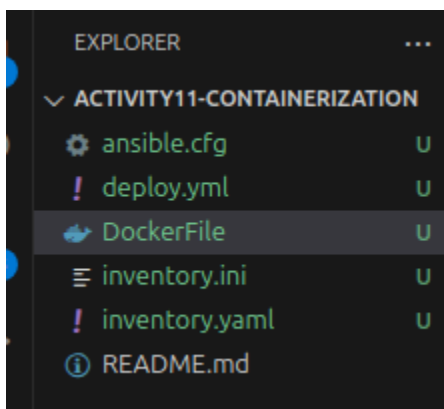 EXPLORER ...
ACTIVITY11-CONTAINERIZATION
ansible.cfg U
! deploy.yml U
DockerFile U
inventory.ini U
! inventory.yaml U
README.md